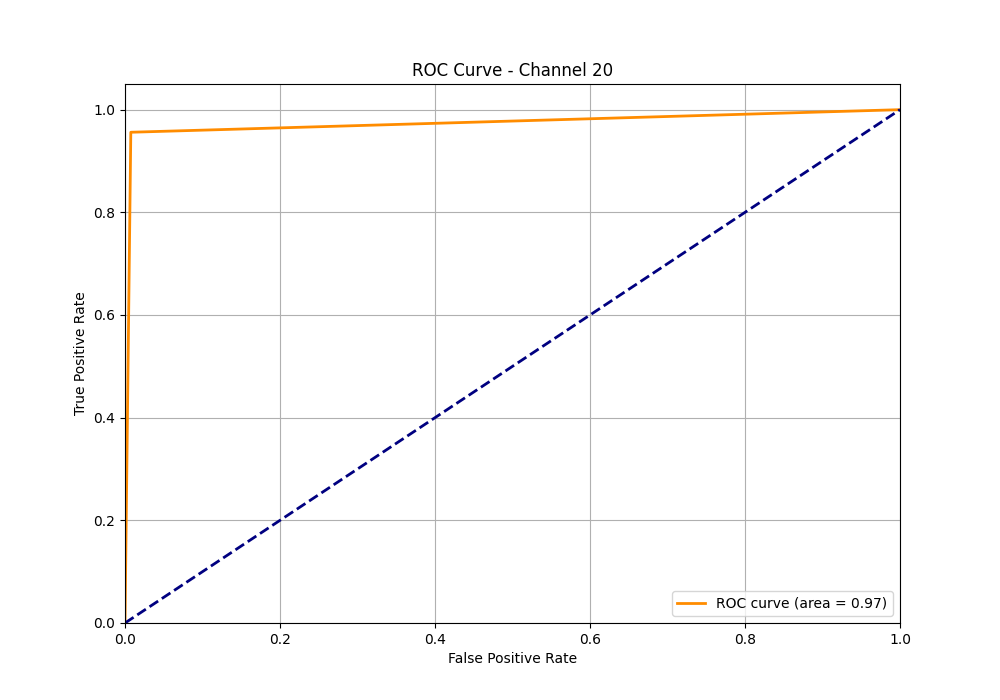 ROC Curve - Channel 20
1.0
0.8
0.6
0.4
0.2
0.0
True Positive Rate
0.0 0.2 0.4 0.6 0.8 1.0
False Positive Rate
ROC curve (area = 0.97)